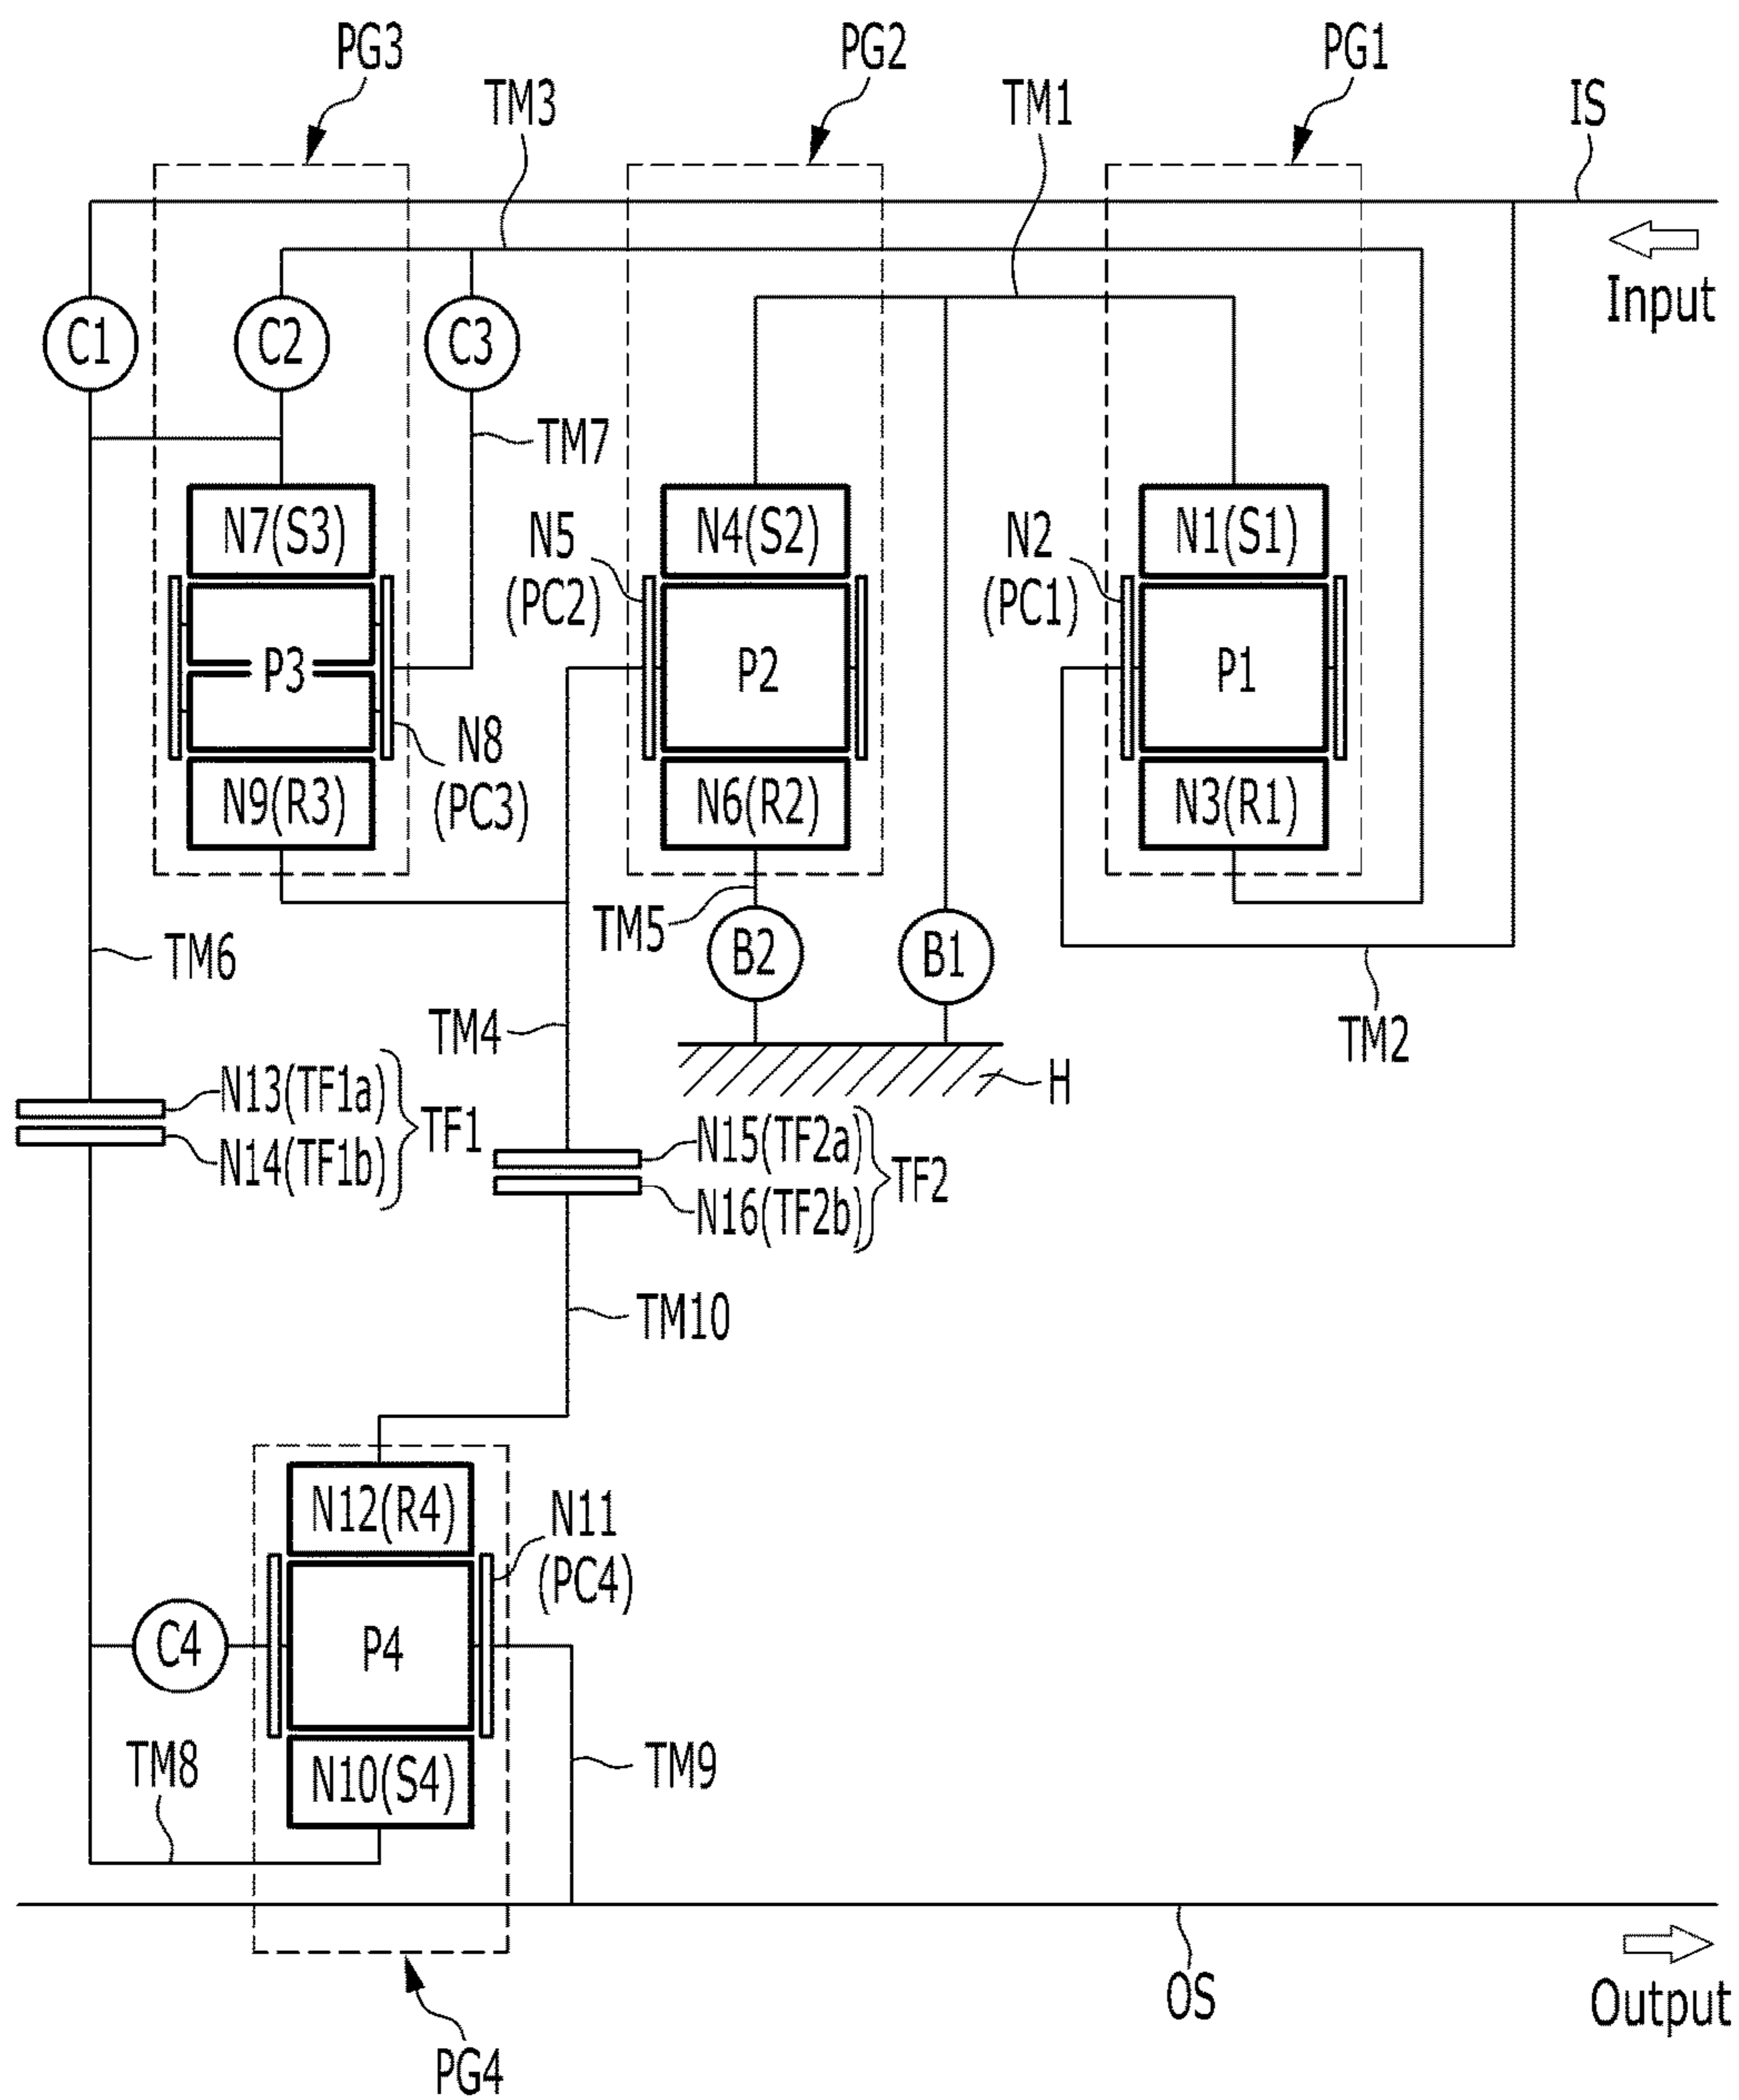 PG3
PG2
PG1
TM3
TM1
IS
Input
C1
C2
C3
TM7
N7(S3)
N5
(PC2)
N4(S2)
N2
(PC1)
N1(S1)
P3
P2
P1
N8
(PC3)
N9(R3)
N6(R2)
N3(R1)
TM5
B2
B1
TM6
TM4
TM2
H
N13(TF1a)
N14(TF1b)
TF1
N15(TF2a)
N16(TF2b)
TF2
TM10
N12(R4)
N11
(PC4)
C4
P4
TM8
N10(S4)
TM9
OS
Output
PG4